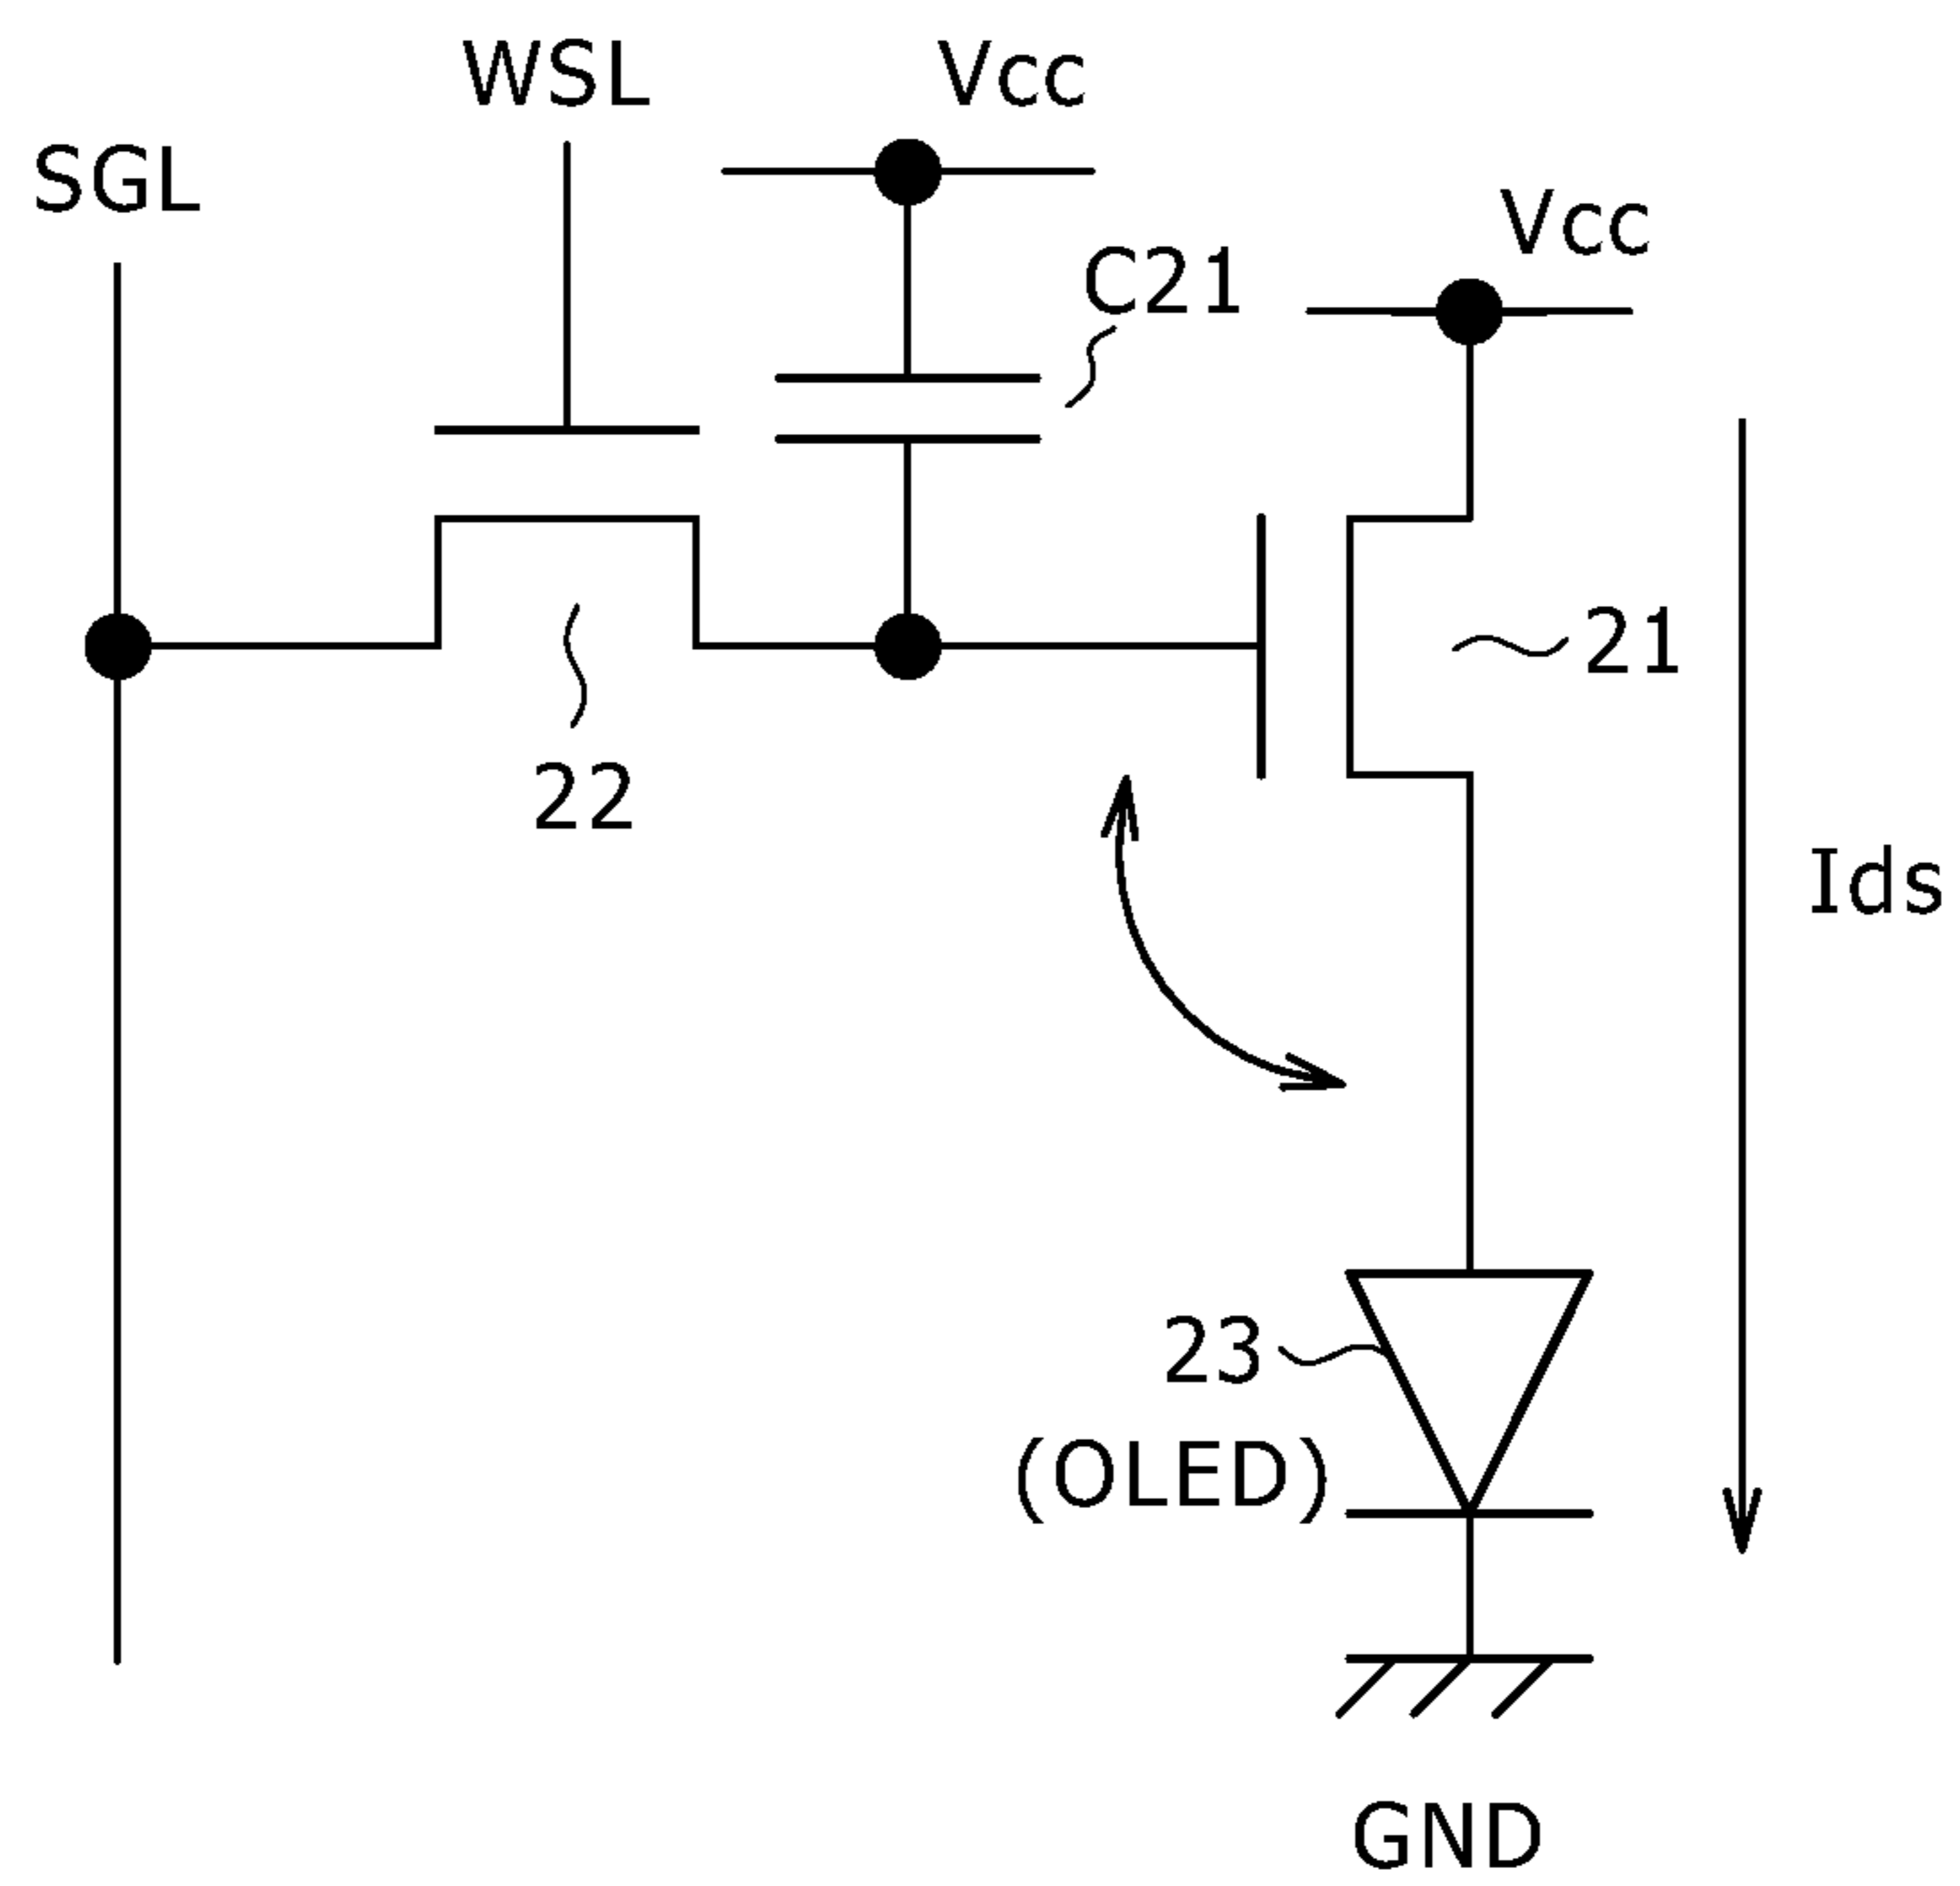 WSL
Vcc
SGL
Vcc
C21
21
22
Ids
23
(OLED)
GND